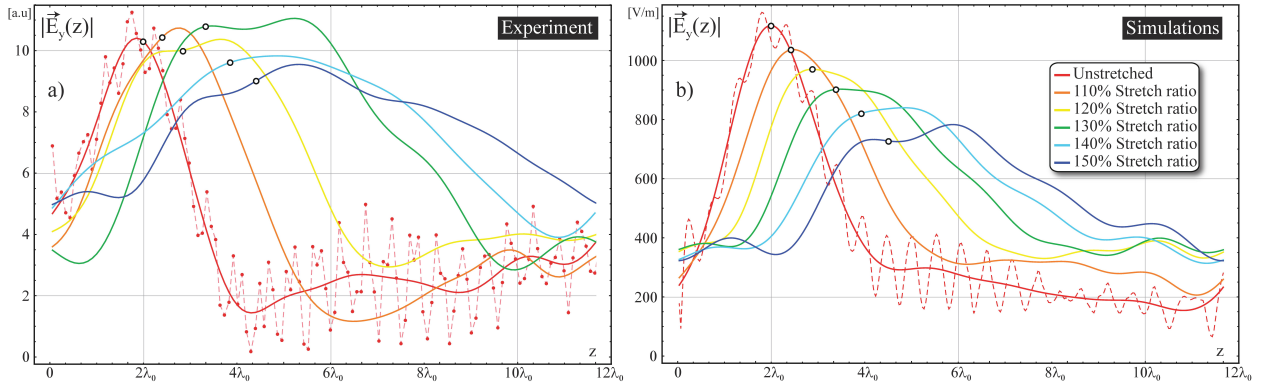 [a.u]
|E⃗y(z)|
Experiment
10
a)
8
6
4
2
0
z
0
2λ₀
4λ₀
6λ₀
8λ₀
10λ₀
12λ₀
[V/m]
|E⃗y(z)|
Simulations
1000
b)
Unstretched
110% Stretch ratio
120% Stretch ratio
130% Stretch ratio
140% Stretch ratio
150% Stretch ratio
800
600
400
200
0
z
0
2λ₀
4λ₀
6λ₀
8λ₀
10λ₀
12λ₀